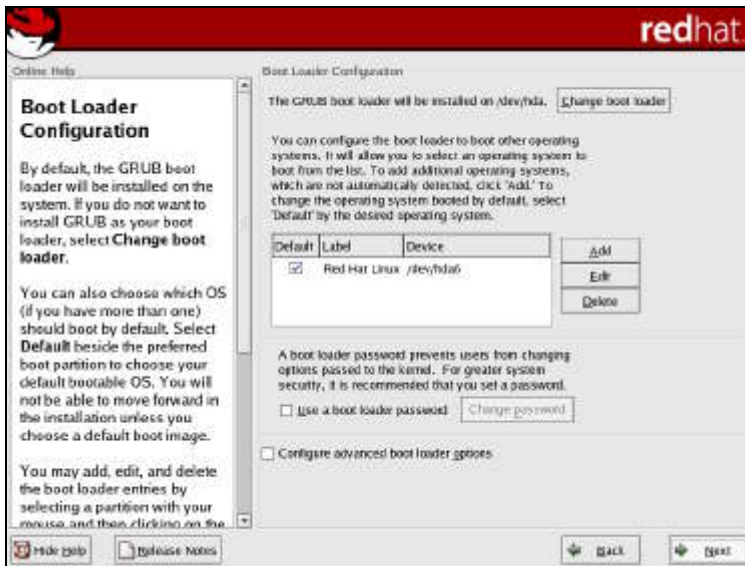 redhat.
Online Help
Boot Loader
Configuration
By default, the GRUB boot
loader will be installed on the
system. If you do not want to
install GRUB as your boot
loader, select Change boot
loader.
You can also choose which OS
(if you have more than one)
should boot by default. Select
Default beside the preferred
boot partition to choose your
default bootable OS. You will
not be able to move forward in
the installation unless you
choose a default boot image.
You may add, edit, and delete
the boot loader entries by
selecting a partition with your
mouse and then clicking on the
Boot Loader Configuration
The GRUB boot loader will be installed on /dev/hda. Change boot loader
You can configure the boot loader to boot other operating
systems. It will allow you to select an operating system to
boot from the list. To add additional operating systems,
which are not automatically detected, click 'Add.' To
change the operating system booted by default, select
'Default' by the desired operating system.
Default Label Device
Red Hat Linux /dev/hda6
Add
Edit
Delete
A boot loader password prevents users from changing
options passed to the kernel. For greater system
security, it is recommended that you set a password.
Use a boot loader password Change password
Configure advanced boot loader options
Hide Help Release Notes Back Next